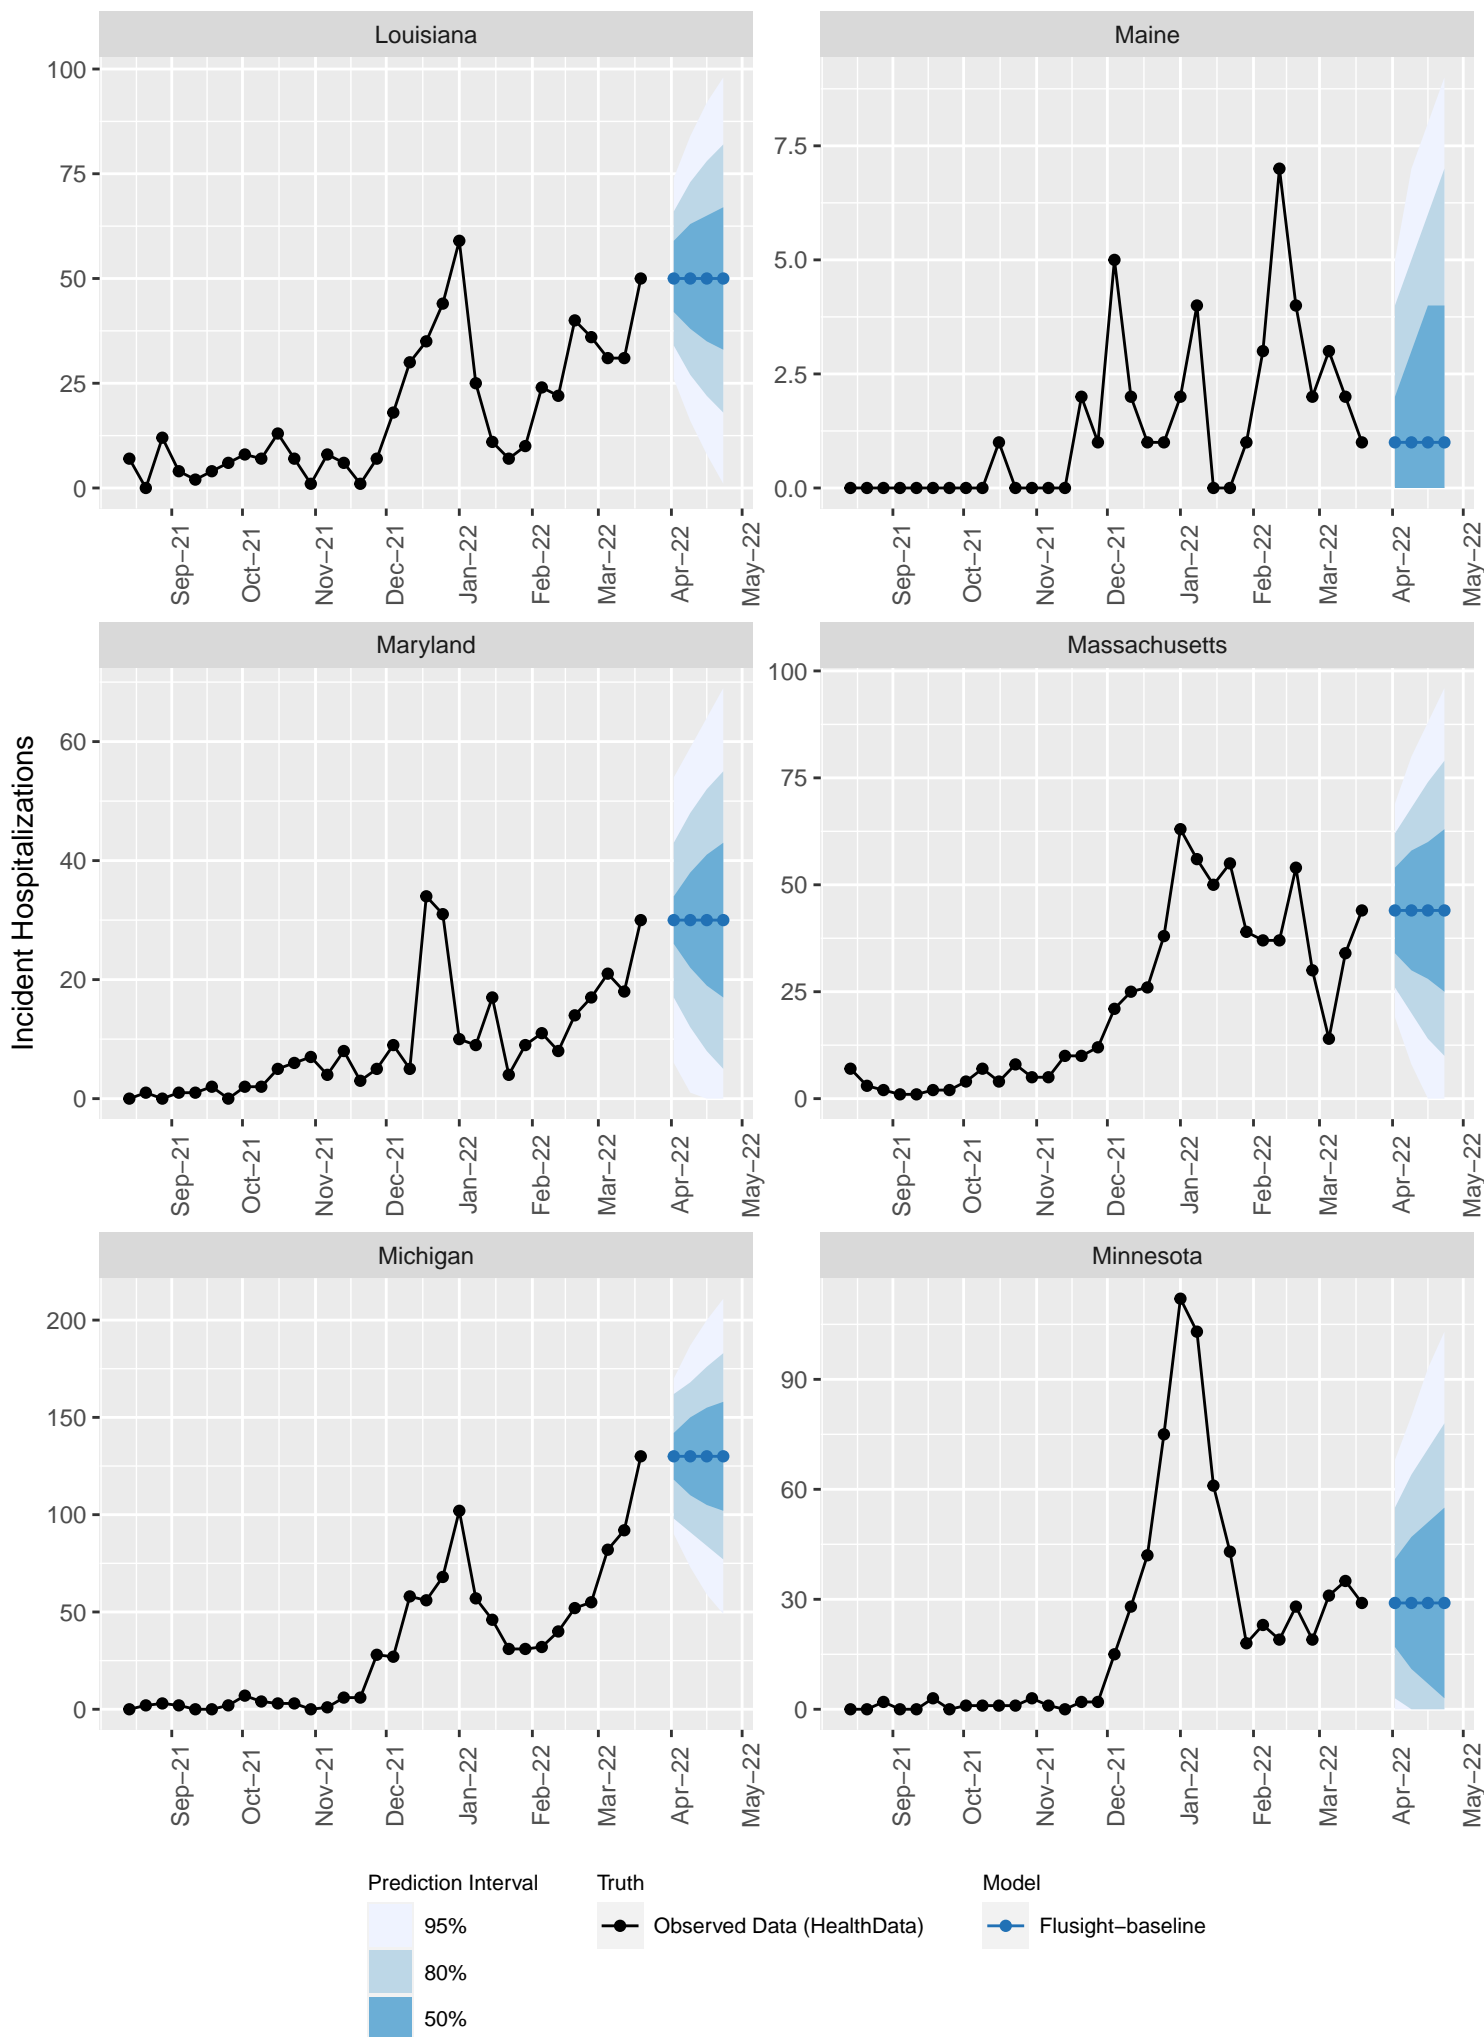 Louisiana
Maine
100
75
50
25
0
7.5
5.0
2.5
0.0
Sep−21
Oct−21
Nov−21
Dec−21
Jan−22
Feb−22
Mar−22
Apr−22
May−22
Sep−21
Oct−21
Nov−21
Dec−21
Jan−22
Feb−22
Mar−22
Apr−22
May−22
Incident Hospitalizations
Maryland
Massachusetts
60
40
20
0
100
75
50
25
0
Sep−21
Oct−21
Nov−21
Dec−21
Jan−22
Feb−22
Mar−22
Apr−22
May−22
Sep−21
Oct−21
Nov−21
Dec−21
Jan−22
Feb−22
Mar−22
Apr−22
May−22
Michigan
Minnesota
200
150
100
50
0
90
60
30
0
Sep−21
Oct−21
Nov−21
Dec−21
Jan−22
Feb−22
Mar−22
Apr−22
May−22
Sep−21
Oct−21
Nov−21
Dec−21
Jan−22
Feb−22
Mar−22
Apr−22
May−22
Prediction Interval
95%
80%
50%
Truth
Observed Data (HealthData)
Model
Flusight−baseline